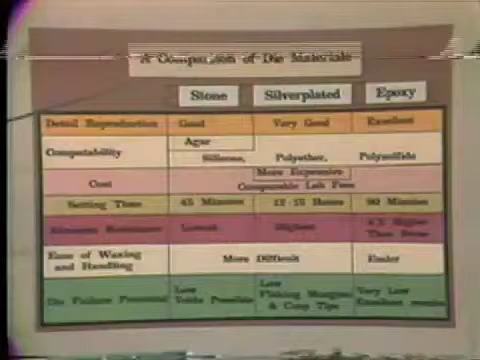 A Comparison of Die Materials
Stone Silverplated Epoxy
Detail Reproduction Good Very Good Excellent
Compatability Agar
Silicone, Polyether, Polysulfide
Cost More Expensive
Comparable Lab Fees
Setting Time 45 Minutes 12-15 Hours 90 Minutes
Resistance Lowest Highest
Than Stone
Ease of Waxing
and Handling More Difficult Easier
Die Failure Potential Low
Voids Possible Low
Margins
& Cusp Tips Very Low
Excellent